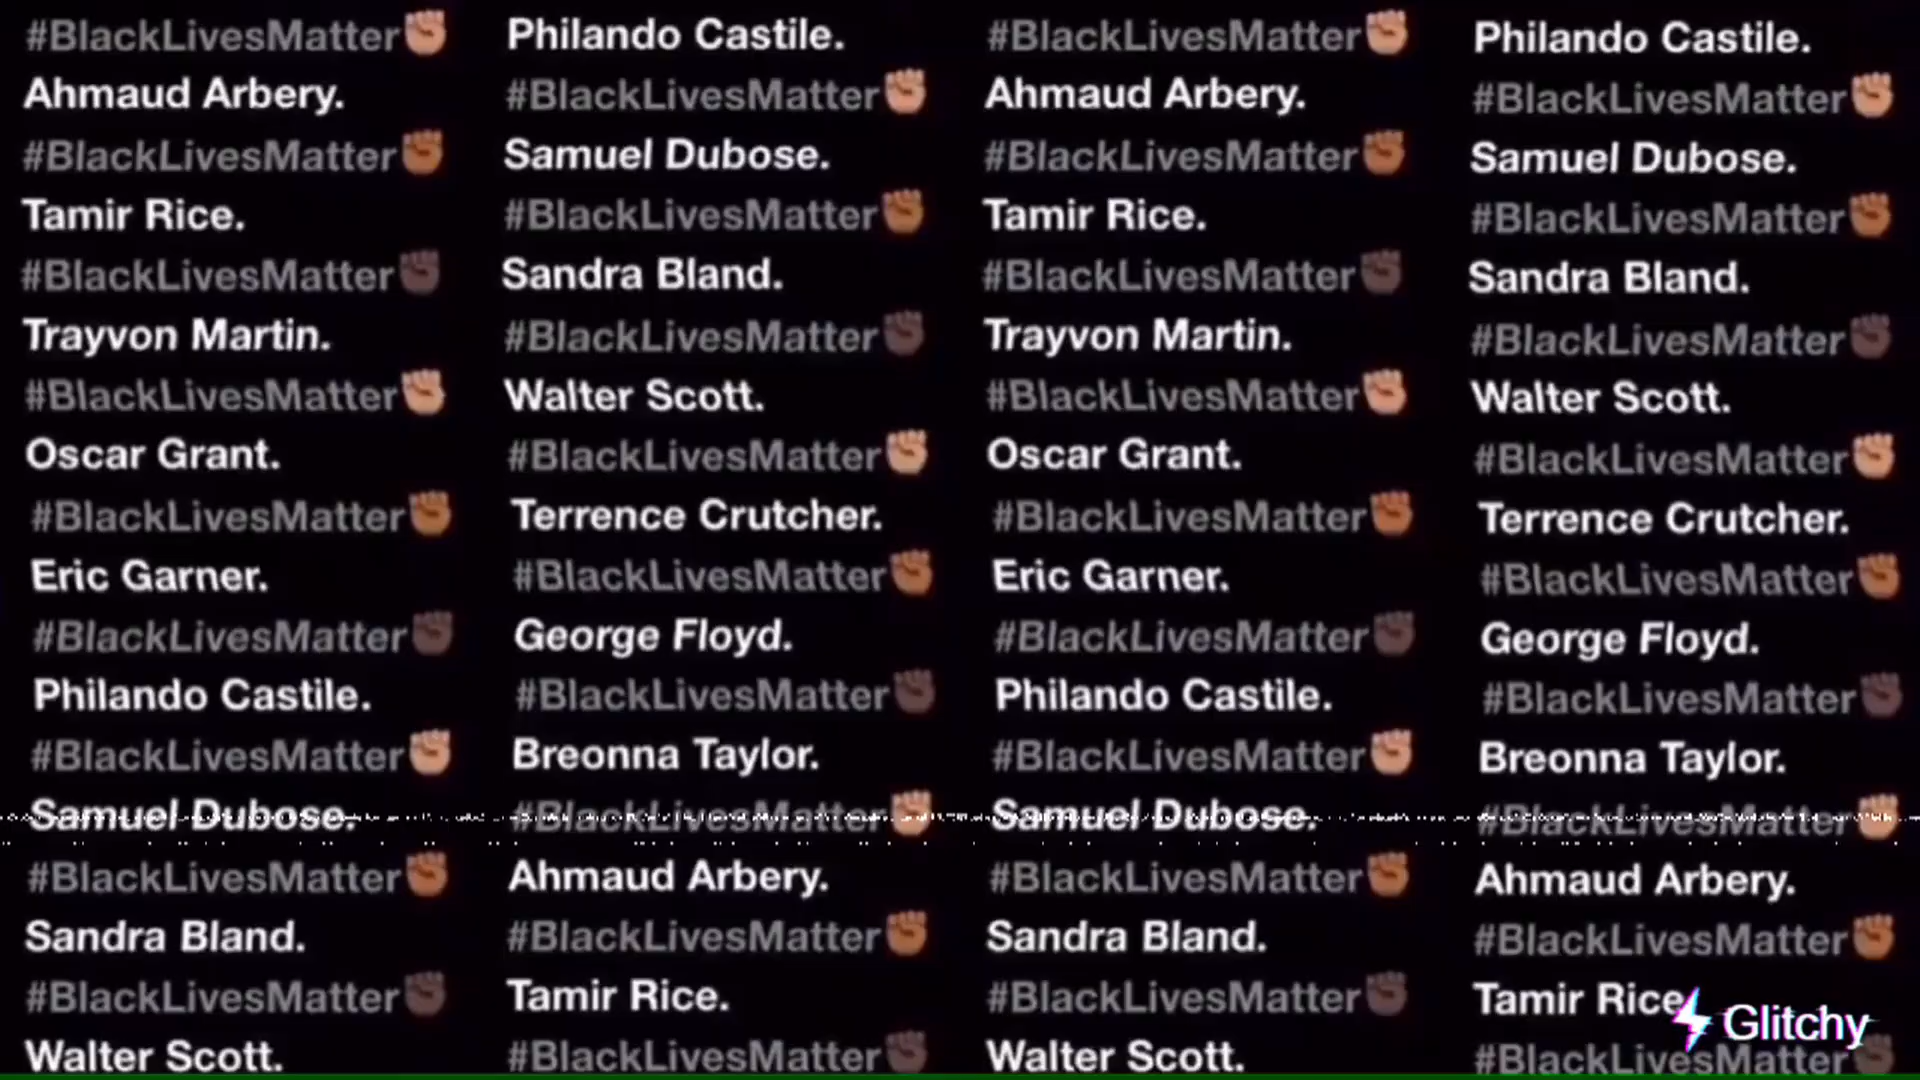 #BlackLivesMatter✊🏼
Ahmaud Arbery.
#BlackLivesMatter✊🏾
Tamir Rice.
#BlackLivesMatter✊🏿
Trayvon Martin.
#BlackLivesMatter✊🏼
Oscar Grant.
#BlackLivesMatter✊🏾
Eric Garner.
#BlackLivesMatter✊🏿
Philando Castile.
#BlackLivesMatter✊🏼
Samuel Dubose.
#BlackLivesMatter✊🏾
Sandra Bland.
#BlackLivesMatter✊🏿
Walter Scott.
Philando Castile.
#BlackLivesMatter✊🏼
Samuel Dubose.
#BlackLivesMatter✊🏾
Sandra Bland.
#BlackLivesMatter✊🏿
Walter Scott.
#BlackLivesMatter✊🏼
Terrence Crutcher.
#BlackLivesMatter✊🏾
George Floyd.
#BlackLivesMatter✊🏿
Breonna Taylor.
#BlackLivesMatter✊🏼
Ahmaud Arbery.
#BlackLivesMatter✊🏾
Tamir Rice.
#BlackLivesMatter✊🏿
#BlackLivesMatter✊🏼
Ahmaud Arbery.
#BlackLivesMatter✊🏾
Tamir Rice.
#BlackLivesMatter✊🏿
Trayvon Martin.
#BlackLivesMatter✊🏼
Oscar Grant.
#BlackLivesMatter✊🏾
Eric Garner.
#BlackLivesMatter✊🏿
Philando Castile.
#BlackLivesMatter✊🏼
Samuel Dubose.
#BlackLivesMatter✊🏾
Sandra Bland.
#BlackLivesMatter✊🏿
Walter Scott.
Philando Castile.
#BlackLivesMatter✊🏼
Samuel Dubose.
#BlackLivesMatter✊🏾
Sandra Bland.
#BlackLivesMatter✊🏿
Walter Scott.
#BlackLivesMatter✊🏼
Terrence Crutcher.
#BlackLivesMatter✊🏾
George Floyd.
#BlackLivesMatter✊🏿
Breonna Taylor.
#BlackLivesMatter✊🏼
Ahmaud Arbery.
#BlackLivesMatter✊🏾
Tamir Rice
#BlackLivesMatter✊🏿
Glitchy